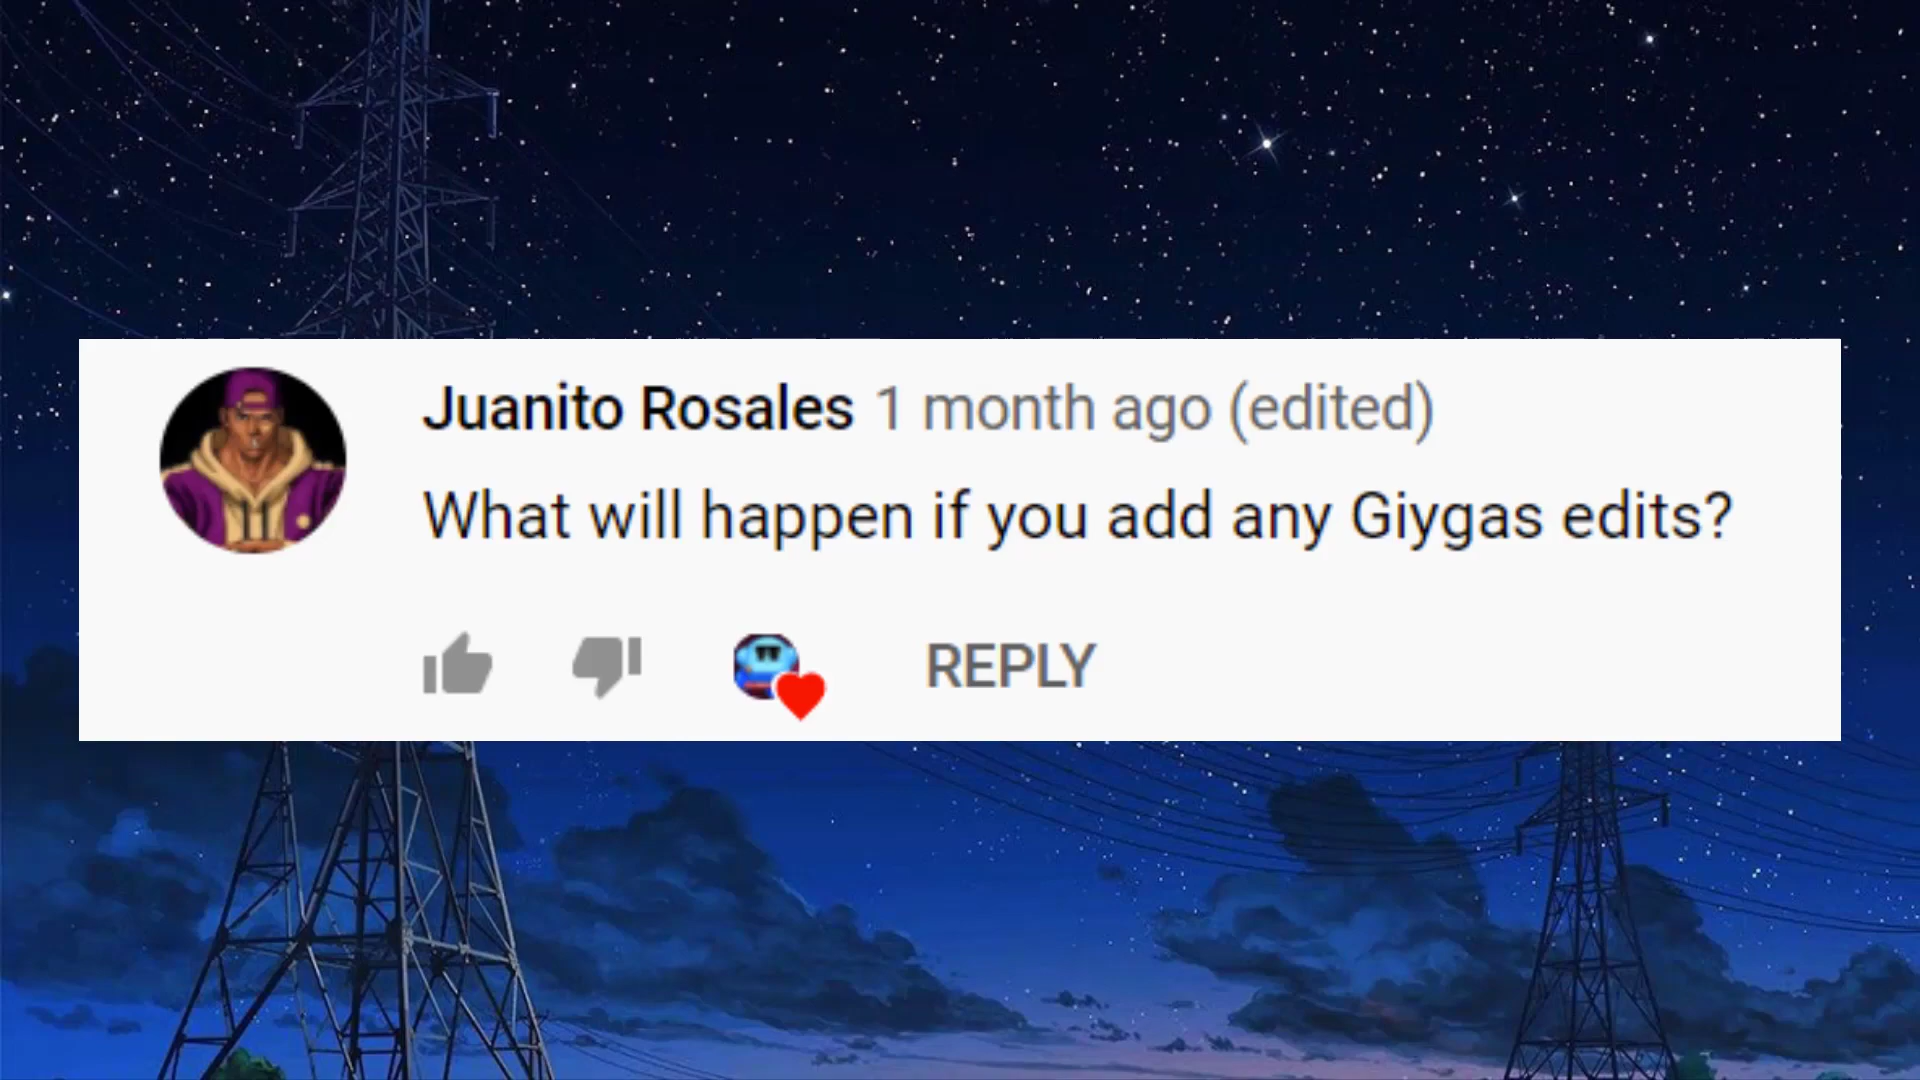 Juanito Rosales 1 month ago (edited)
What will happen if you add any Giygas edits?
REPLY